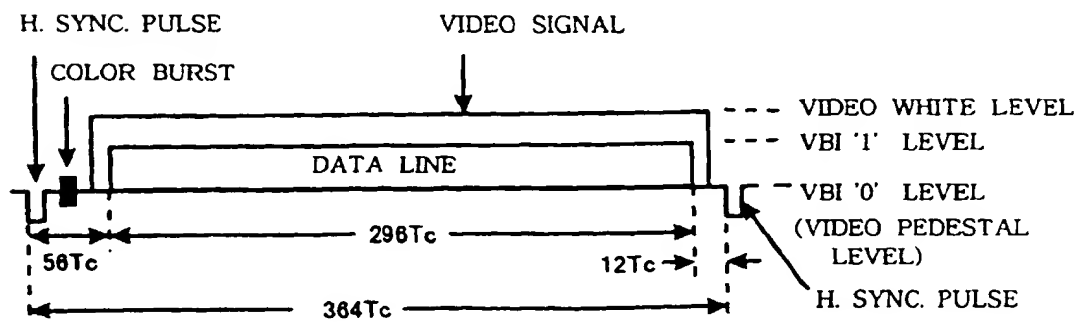 H. SYNC. PULSE
VIDEO SIGNAL
COLOR BURST
VIDEO WHITE LEVEL
VBI '1' LEVEL
DATA LINE
VBI '0' LEVEL
(VIDEO PEDESTAL
LEVEL)
296Tc
56Tc
12Tc
H. SYNC. PULSE
364Tc